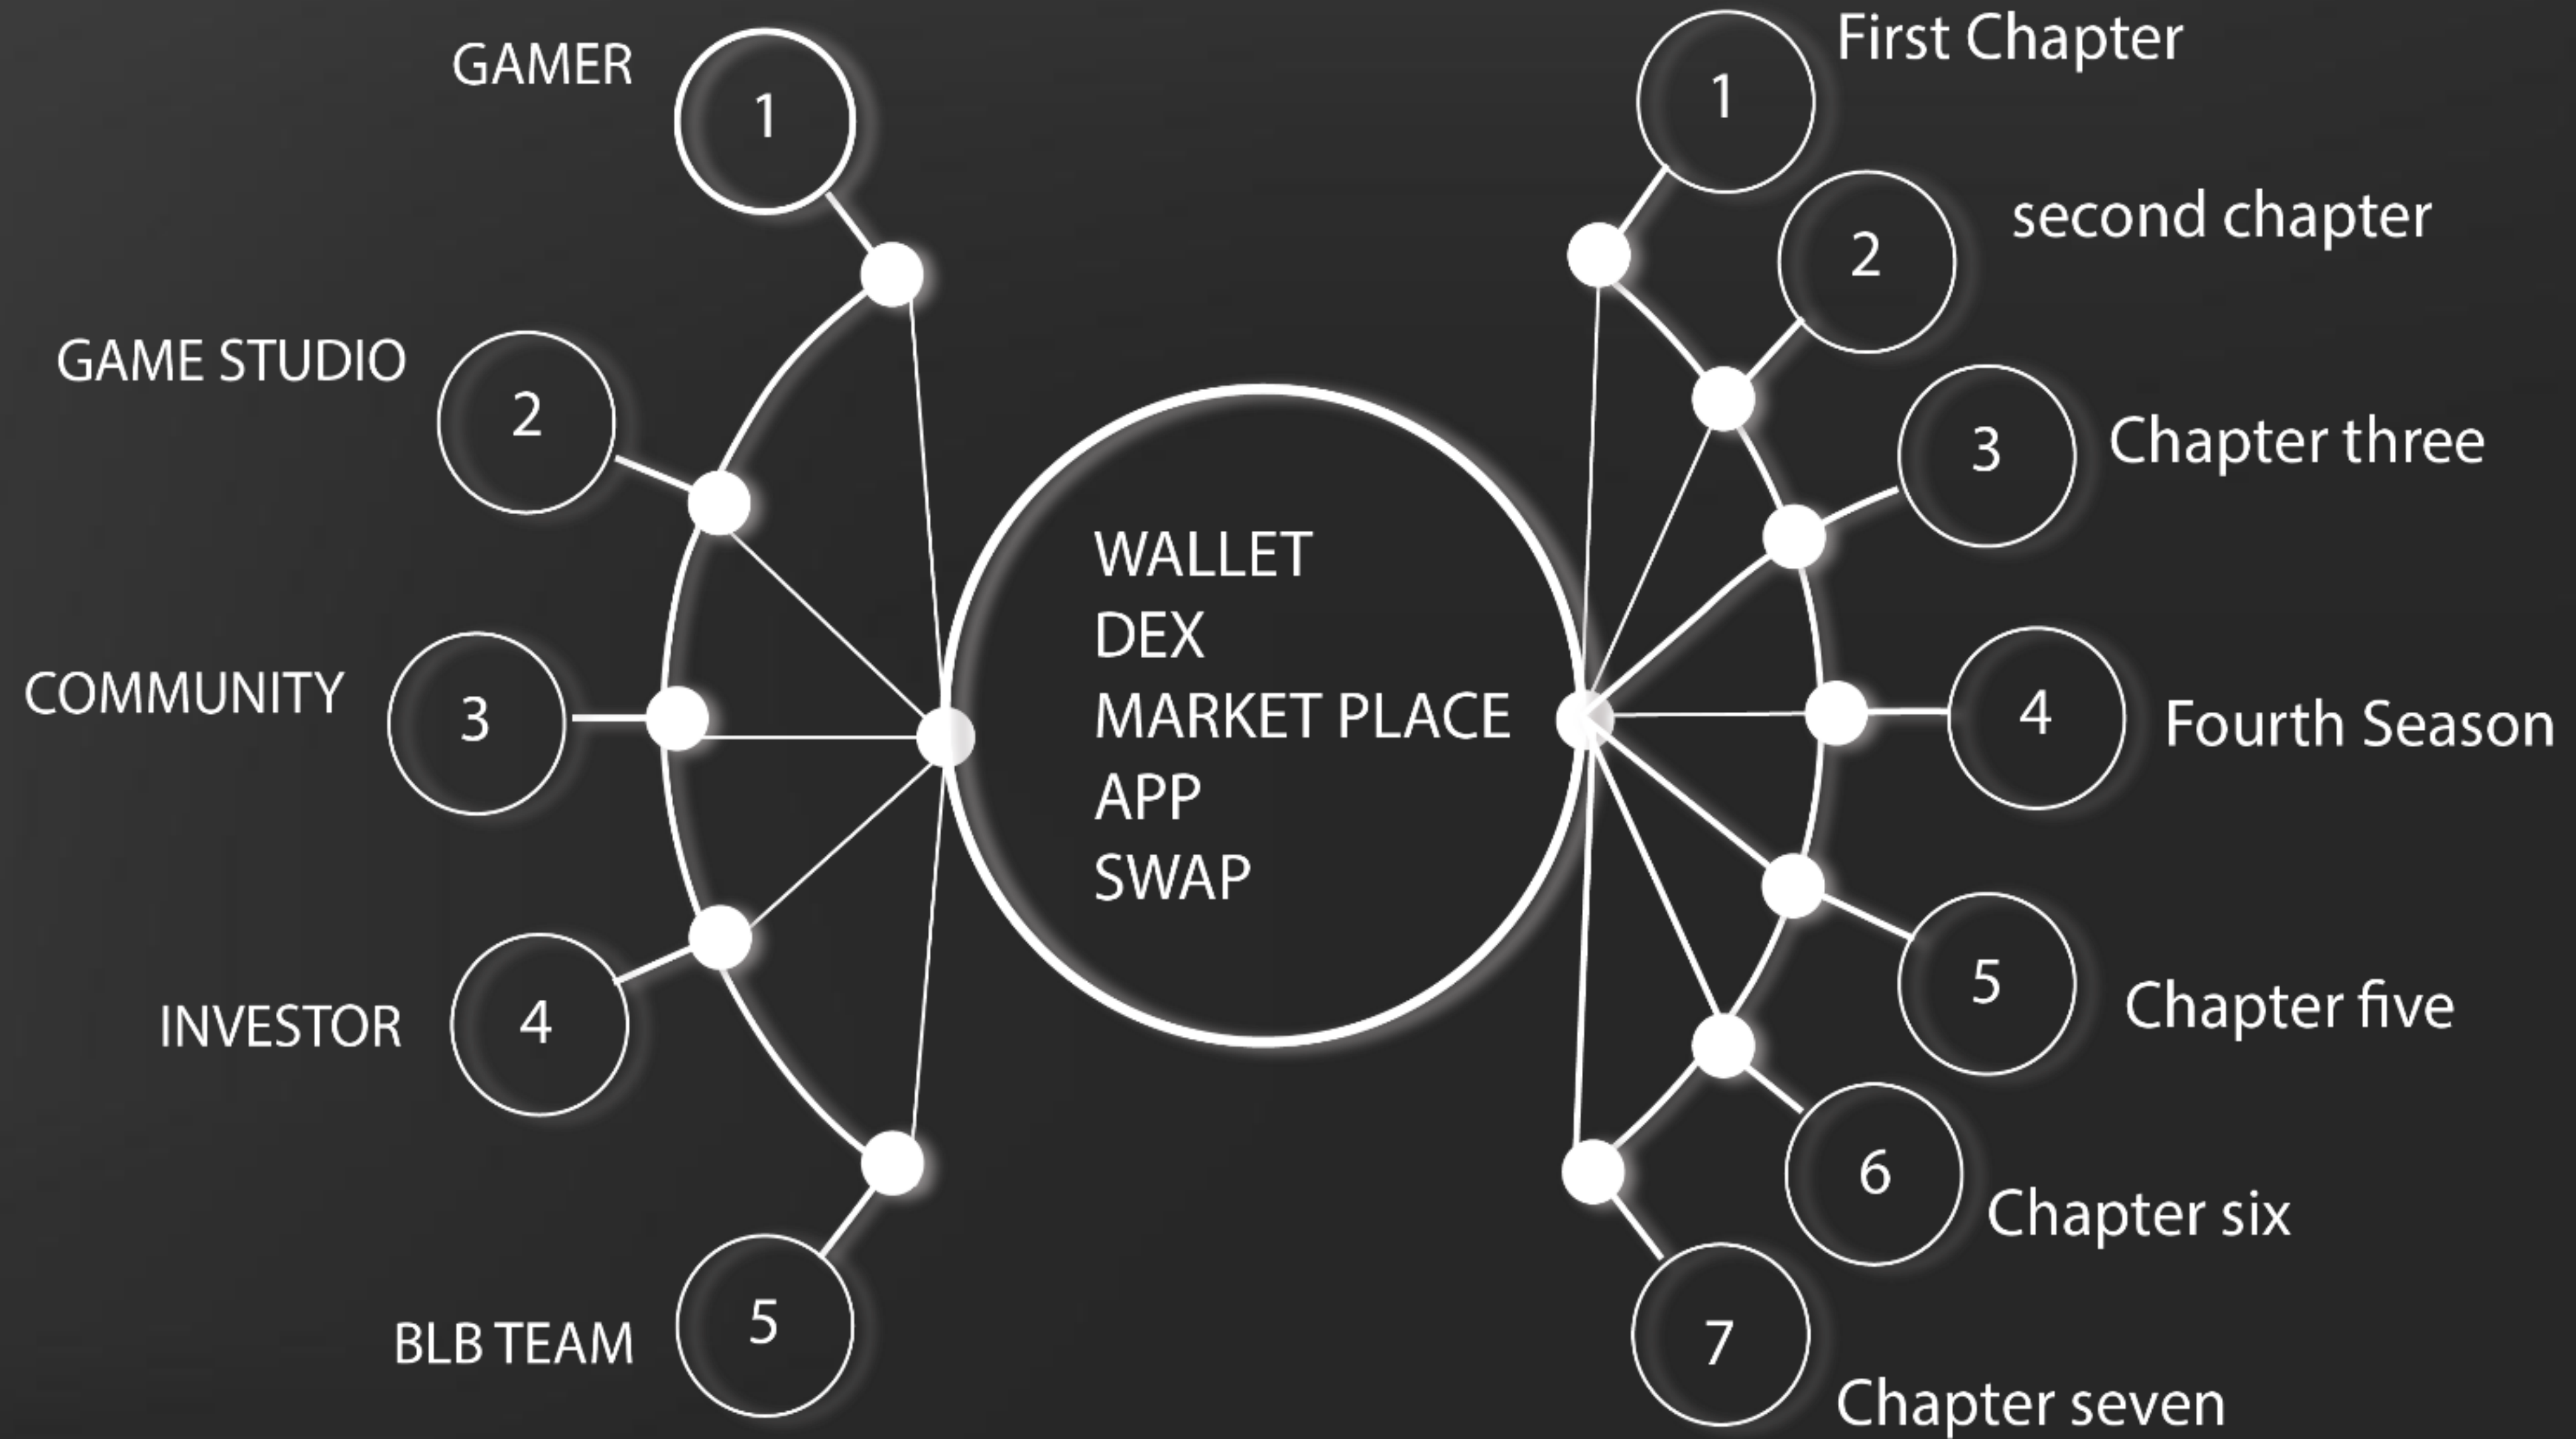 GAMER
1
GAME STUDIO
2
COMMUNITY
3
INVESTOR
4
BLB TEAM
5
WALLET
DEX
MARKET PLACE
APP
SWAP
First Chapter
1
second chapter
2
Chapter three
3
Fourth Season
4
Chapter five
5
Chapter six
6
Chapter seven
7